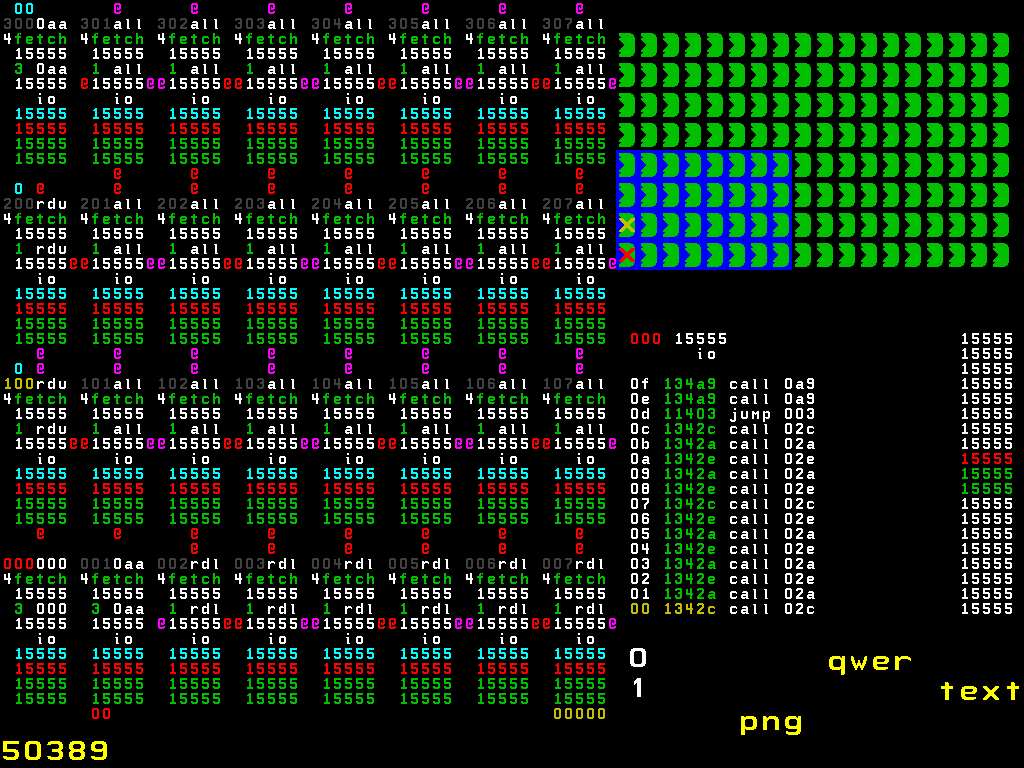 00 @ @ @ @ @ @ @
300 0aa 301 all 302 all 303 all 304 all 305 all 306 all 307 all
4fetch 4fetch 4fetch 4fetch 4fetch 4fetch 4fetch 4fetch
15555 15555 15555 15555 15555 15555 15555 15555
3 0aa 1 all 1 all 1 all 1 all 1 all 1 all 1 all
15555 @15555@@15555@@15555@@15555@@15555@@15555@@15555@
io io io io io io io io
15555 15555 15555 15555 15555 15555 15555 15555
15555 15555 15555 15555 15555 15555 15555 15555
15555 15555 15555 15555 15555 15555 15555 15555
15555 15555 15555 15555 15555 15555 15555 15555
@ @ @ @ @ @ @
0 @ @ @ @ @ @ @ @
200rdu 201all 202all 203all 204all 205all 206all 207all
4fetch 4fetch 4fetch 4fetch 4fetch 4fetch 4fetch 4fetch
15555 15555 15555 15555 15555 15555 15555 15555
1 rdu 1 all 1 all 1 all 1 all 1 all 1 all 1 all
15555@@15555@@15555@@15555@@15555@@15555@@15555@@15555@
io io io io io io io io
15555 15555 15555 15555 15555 15555 15555 15555
15555 15555 15555 15555 15555 15555 15555 15555
15555 15555 15555 15555 15555 15555 15555 15555
15555 15555 15555 15555 15555 15555 15555 15555
@ @ @ @ @ @ @ @
0 @ @ @ @ @ @ @ @
100rdu 101all 102all 103all 104all 105all 106all 107all
4fetch 4fetch 4fetch 4fetch 4fetch 4fetch 4fetch 4fetch
15555 15555 15555 15555 15555 15555 15555 15555
1 rdu 1 all 1 all 1 all 1 all 1 all 1 all 1 all
15555@@15555@@15555@@15555@@15555@@15555@@15555@@15555@
io io io io io io io io
15555 15555 15555 15555 15555 15555 15555 15555
15555 15555 15555 15555 15555 15555 15555 15555
15555 15555 15555 15555 15555 15555 15555 15555
15555 15555 15555 15555 15555 15555 15555 15555
@ @ @ @ @ @ @ @
@ @ @ @ @ @
000000 0010aa 002rdl 003rdl 004rdl 005rdl 006rdl 007rdl
4fetch 4fetch 4fetch 4fetch 4fetch 4fetch 4fetch 4fetch
15555 15555 15555 15555 15555 15555 15555 15555
3 000 3 0aa 1 rdl 1 rdl 1 rdl 1 rdl 1 rdl 1 rdl
15555 15555 @15555@@15555@@15555@@15555@@15555@@15555@
io io io io io io io io
15555 15555 15555 15555 15555 15555 15555 15555
15555 15555 15555 15555 15555 15555 15555 15555
15555 15555 15555 15555 15555 15555 15555 15555
15555 15555 15555 15555 15555 15555 15555 15555
00 00000
50389
000 15555 15555
io 15555
15555
0f 134a9 call 0a9 15555
0e 134a9 call 0a9 15555
0d 11403 jump 003 15555
0c 1342c call 02c 15555
0b 1342a call 02a 15555
0a 1342e call 02e 15555
09 1342a call 02a 15555
08 1342e call 02e 15555
07 1342c call 02c 15555
06 1342e call 02e 15555
05 1342a call 02a 15555
04 1342e call 02e 15555
03 1342a call 02a 15555
02 1342e call 02e 15555
01 1342a call 02a 15555
00 1342c call 02c 15555
0 qwer
1 text
png